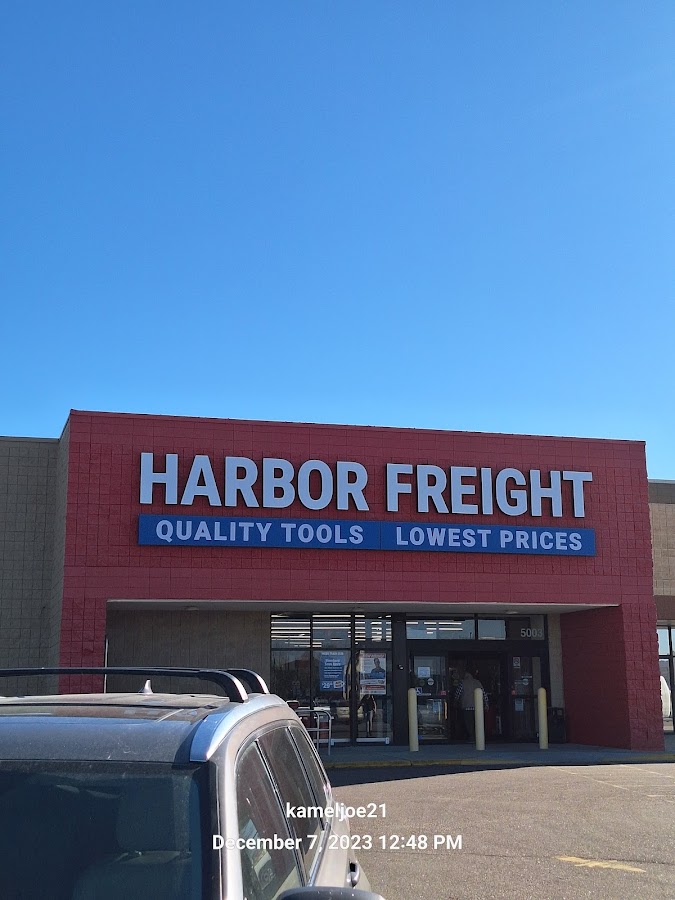 HARBOR FREIGHT
QUALITY TOOLS LOWEST PRICES
5003
kameljoe21
December 7, 2023 12:48 PM